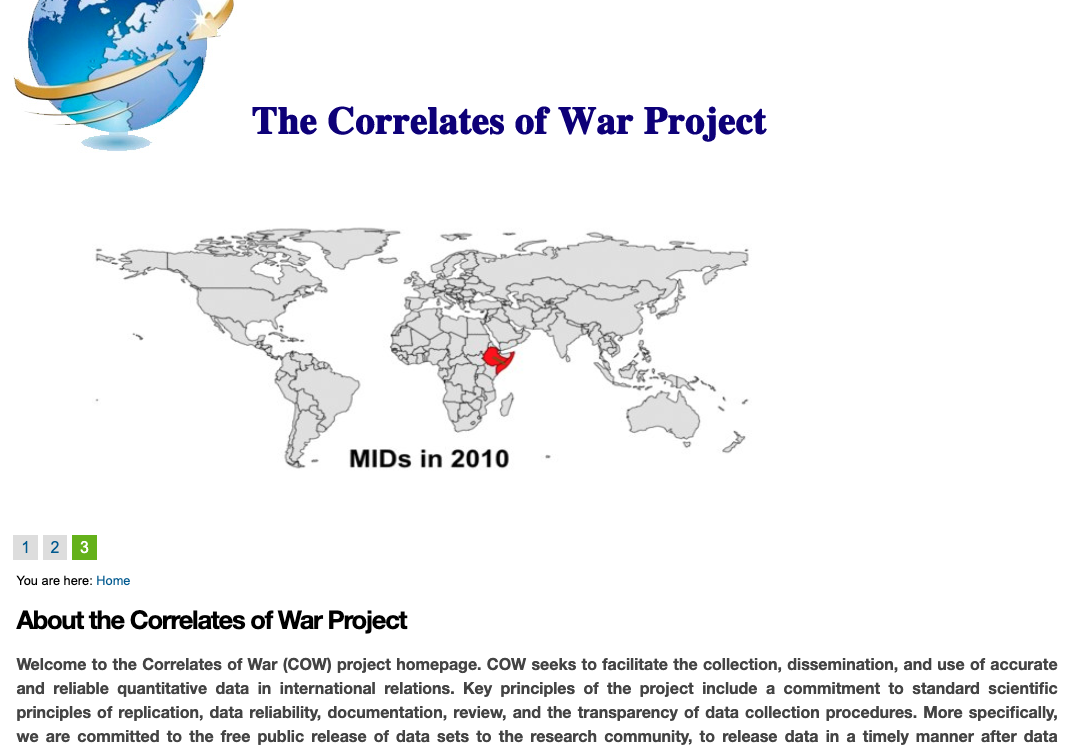 The Correlates of War Project
MIDs in 2010
1 2 3
You are here: Home
About the Correlates of War Project
Welcome to the Correlates of War (COW) project homepage. COW seeks to facilitate the collection, dissemination, and use of accurate
and reliable quantitative data in international relations. Key principles of the project include a commitment to standard scientific
principles of replication, data reliability, documentation, review, and the transparency of data collection procedures. More specifically,
we are committed to the free public release of data sets to the research community, to release data in a timely manner after data